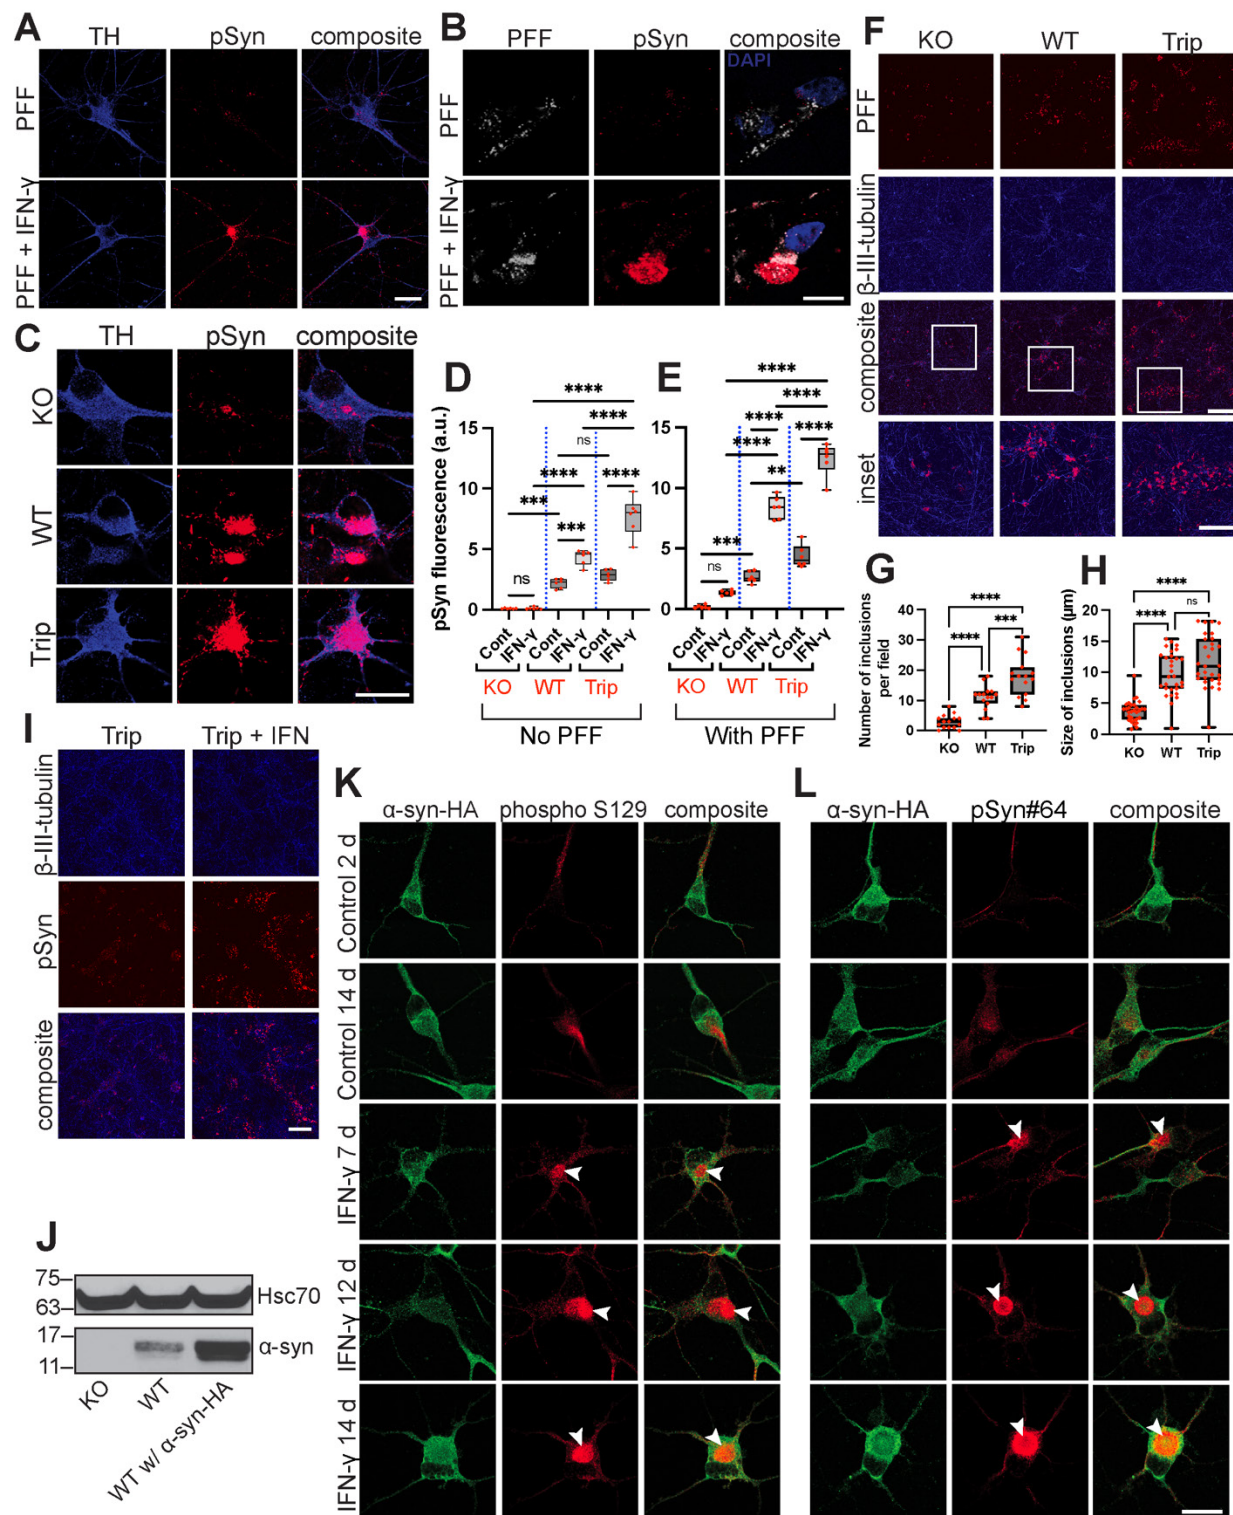 A
TH pSyn composite
PFF
PFF + IFN-γ
B
PFF pSyn composite
DAPI
PFF
PFF + IFN-γ
C
TH pSyn composite
KO
WT
Trip
D
pSyn fluorescence (a.u.)
15
10
5
0
**** ns **** **** **** *** *** ns
Cont IFN-γ Cont IFN-γ Cont IFN-γ
KO WT Trip
No PFF
E
15
10
5
0
**** **** **** **** **** ** *** ns
Cont IFN-γ Cont IFN-γ Cont IFN-γ
KO WT Trip
With PFF
F
KO WT Trip
PFF
β-III-tubulin
composite
inset
G
Number of inclusions
per field
40
30
20
10
0
**** **** ***
KO WT Trip
H
Size of inclusions (µm)
20
15
10
5
0
**** **** ns
KO WT Trip
I
Trip Trip + IFN
β-III-tubulin
pSyn
composite
J
75
63
Hsc70
17
11
α-syn
KO
WT
WT w/ α-syn-HA
K
α-syn-HA phospho S129 composite
Control 2 d
Control 14 d
IFN-γ 7 d
IFN-γ 12 d
IFN-γ 14 d
L
α-syn-HA pSyn#64 composite